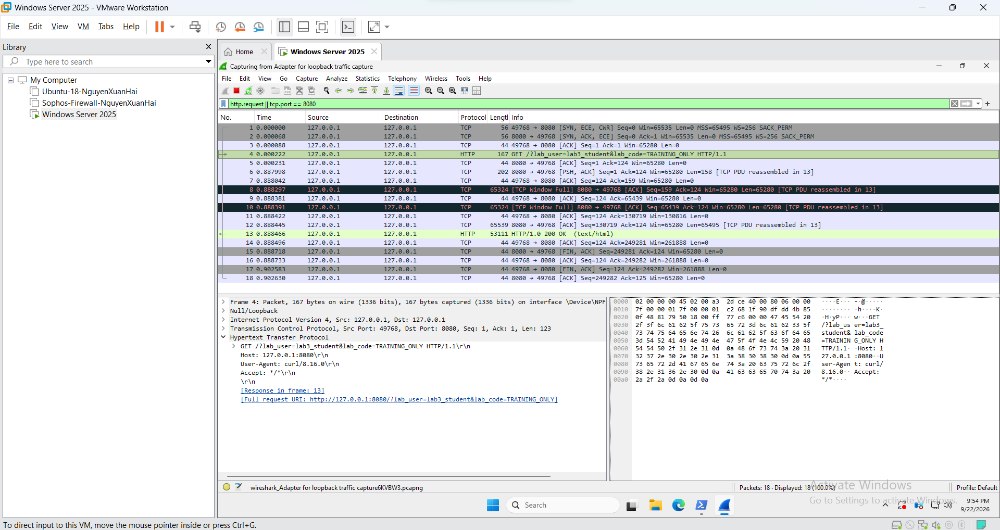 Windows Server 2025 - VMware Workstation
File Edit View VM Tabs Help
Library
Type here to search
My Computer
Ubuntu-18-NguyenXuanHai
Sophos-Firewall-NguyenXuanHai
Windows Server 2025
Home
Windows Server 2025
Capturing from Adapter for loopback traffic capture
File Edit View Go Capture Analyze Statistics Telephony Wireless Tools Help
http.request || tcp.port == 8080
No. Time Source Destination Protocol Lengtl Info
1 0.000000 127.0.0.1 127.0.0.1 TCP 56 49768 → 8080 [SYN, ECE, CWR] Seq=0 Win=65535 Len=0 MSS=65495 WS=256 SACK_PERM
2 0.000068 127.0.0.1 127.0.0.1 TCP 56 8080 → 49768 [SYN, ACK, ECE] Seq=0 Ack=1 Win=65535 Len=0 MSS=65495 WS=256 SACK_PERM
3 0.000088 127.0.0.1 127.0.0.1 TCP 44 49768 → 8080 [ACK] Seq=1 Ack=1 Win=65280 Len=0
4 0.000222 127.0.0.1 127.0.0.1 HTTP 167 GET /?lab_user=lab3_student&lab_code=TRAINING_ONLY HTTP/1.1
5 0.000231 127.0.0.1 127.0.0.1 TCP 44 8080 → 49768 [ACK] Seq=1 Ack=124 Win=65280 Len=0
6 0.887998 127.0.0.1 127.0.0.1 TCP 202 8080 → 49768 [PSH, ACK] Seq=1 Ack=124 Win=65280 Len=158 [TCP PDU reassembled in 13]
7 0.888042 127.0.0.1 127.0.0.1 TCP 44 49768 → 8080 [ACK] Seq=124 Ack=159 Win=65280 Len=0
8 0.888297 127.0.0.1 127.0.0.1 TCP 65324 [TCP Window Full] 8080 → 49768 [ACK] Seq=159 Ack=124 Win=65280 Len=65280 [TCP PDU reassembled in 13]
9 0.888381 127.0.0.1 127.0.0.1 TCP 44 49768 → 8080 [ACK] Seq=124 Ack=65439 Win=65280 Len=0
10 0.888391 127.0.0.1 127.0.0.1 TCP 65324 [TCP Window Full] 8080 → 49768 [ACK] Seq=65439 Ack=124 Win=65280 Len=65280 [TCP PDU reassembled in 13]
11 0.888422 127.0.0.1 127.0.0.1 TCP 44 49768 → 8080 [ACK] Seq=124 Ack=130719 Win=130816 Len=0
12 0.888445 127.0.0.1 127.0.0.1 TCP 65539 8080 → 49768 [ACK] Seq=130719 Ack=124 Win=65280 Len=65495 [TCP PDU reassembled in 13]
13 0.888466 127.0.0.1 127.0.0.1 HTTP 53111 HTTP/1.0 200 OK (text/html)
14 0.888496 127.0.0.1 127.0.0.1 TCP 44 49768 → 8080 [ACK] Seq=124 Ack=249281 Win=261888 Len=0
15 0.888718 127.0.0.1 127.0.0.1 TCP 44 8080 → 49768 [FIN, ACK] Seq=249281 Ack=124 Win=65280 Len=0
16 0.888733 127.0.0.1 127.0.0.1 TCP 44 49768 → 8080 [ACK] Seq=124 Ack=249282 Win=261888 Len=0
17 0.902583 127.0.0.1 127.0.0.1 TCP 44 49768 → 8080 [FIN, ACK] Seq=124 Ack=249282 Win=261888 Len=0
18 0.902630 127.0.0.1 127.0.0.1 TCP 44 8080 → 49768 [ACK] Seq=249282 Ack=125 Win=65280 Len=0
Frame 4: Packet, 167 bytes on wire (1336 bits), 167 bytes captured (1336 bits) on interface \Device\NPF_
Null/Loopback
Internet Protocol Version 4, Src: 127.0.0.1, Dst: 127.0.0.1
Transmission Control Protocol, Src Port: 49768, Dst Port: 8080, Seq: 1, Ack: 1, Len: 123
Hypertext Transfer Protocol
GET /?lab_user=lab3_student&lab_code=TRAINING_ONLY HTTP/1.1\r\n
Host: 127.0.0.1:8080\r\n
User-Agent: curl/8.16.0\r\n
Accept: */*\r\n
\r\n
[Response in frame: 13]
[Full request URI: http://127.0.0.1:8080/?lab_user=lab3_student&lab_code=TRAINING_ONLY]
0000 02 00 00 00 45 02 00 a3 2d ce 40 00 80 06 00 00 ····E··· -·@·····
0010 7f 00 00 01 7f 00 00 01 c2 68 1f 90 df dd 4b 85 ········ ·h····K·
0020 0f 48 81 79 50 18 00 ff 77 c6 00 00 47 45 54 20 ·H·yP··· w···GET
0030 2f 3f 6c 61 62 5f 75 73 65 72 3d 6c 61 62 33 5f /?lab_us er=lab3_
0040 73 74 75 64 65 6e 74 26 6c 61 62 5f 63 6f 64 65 student& lab_code
0050 3d 54 52 41 49 4e 49 4e 47 5f 4f 4e 4c 59 20 48 =TRAININ G_ONLY H
0060 54 54 50 2f 31 2e 31 0d 0a 48 6f 73 74 3a 20 31 TTP/1.1· ·Host: 1
0070 32 37 2e 30 2e 30 2e 31 3a 38 30 38 30 0d 0a 55 27.0.0.1 :8080··U
0080 73 65 72 2d 41 67 65 6e 74 3a 20 63 75 72 6c 2f ser-Agen t: curl/
0090 38 2e 31 36 2e 30 0d 0a 41 63 63 65 70 74 3a 20 8.16.0·· Accept:
00a0 2a 2f 2a 0d 0a 0d 0a */*····
wireshark_Adapter for loopback traffic capture6KVBW3.pcapng
Packets: 18 · Displayed: 18 (100.0%)
Profile: Default
Activate Windows
Go to Settings to activate Windows.
Search
9:54 PM
9/22/2026
To direct input to this VM, move the mouse pointer inside or press Ctrl+G.